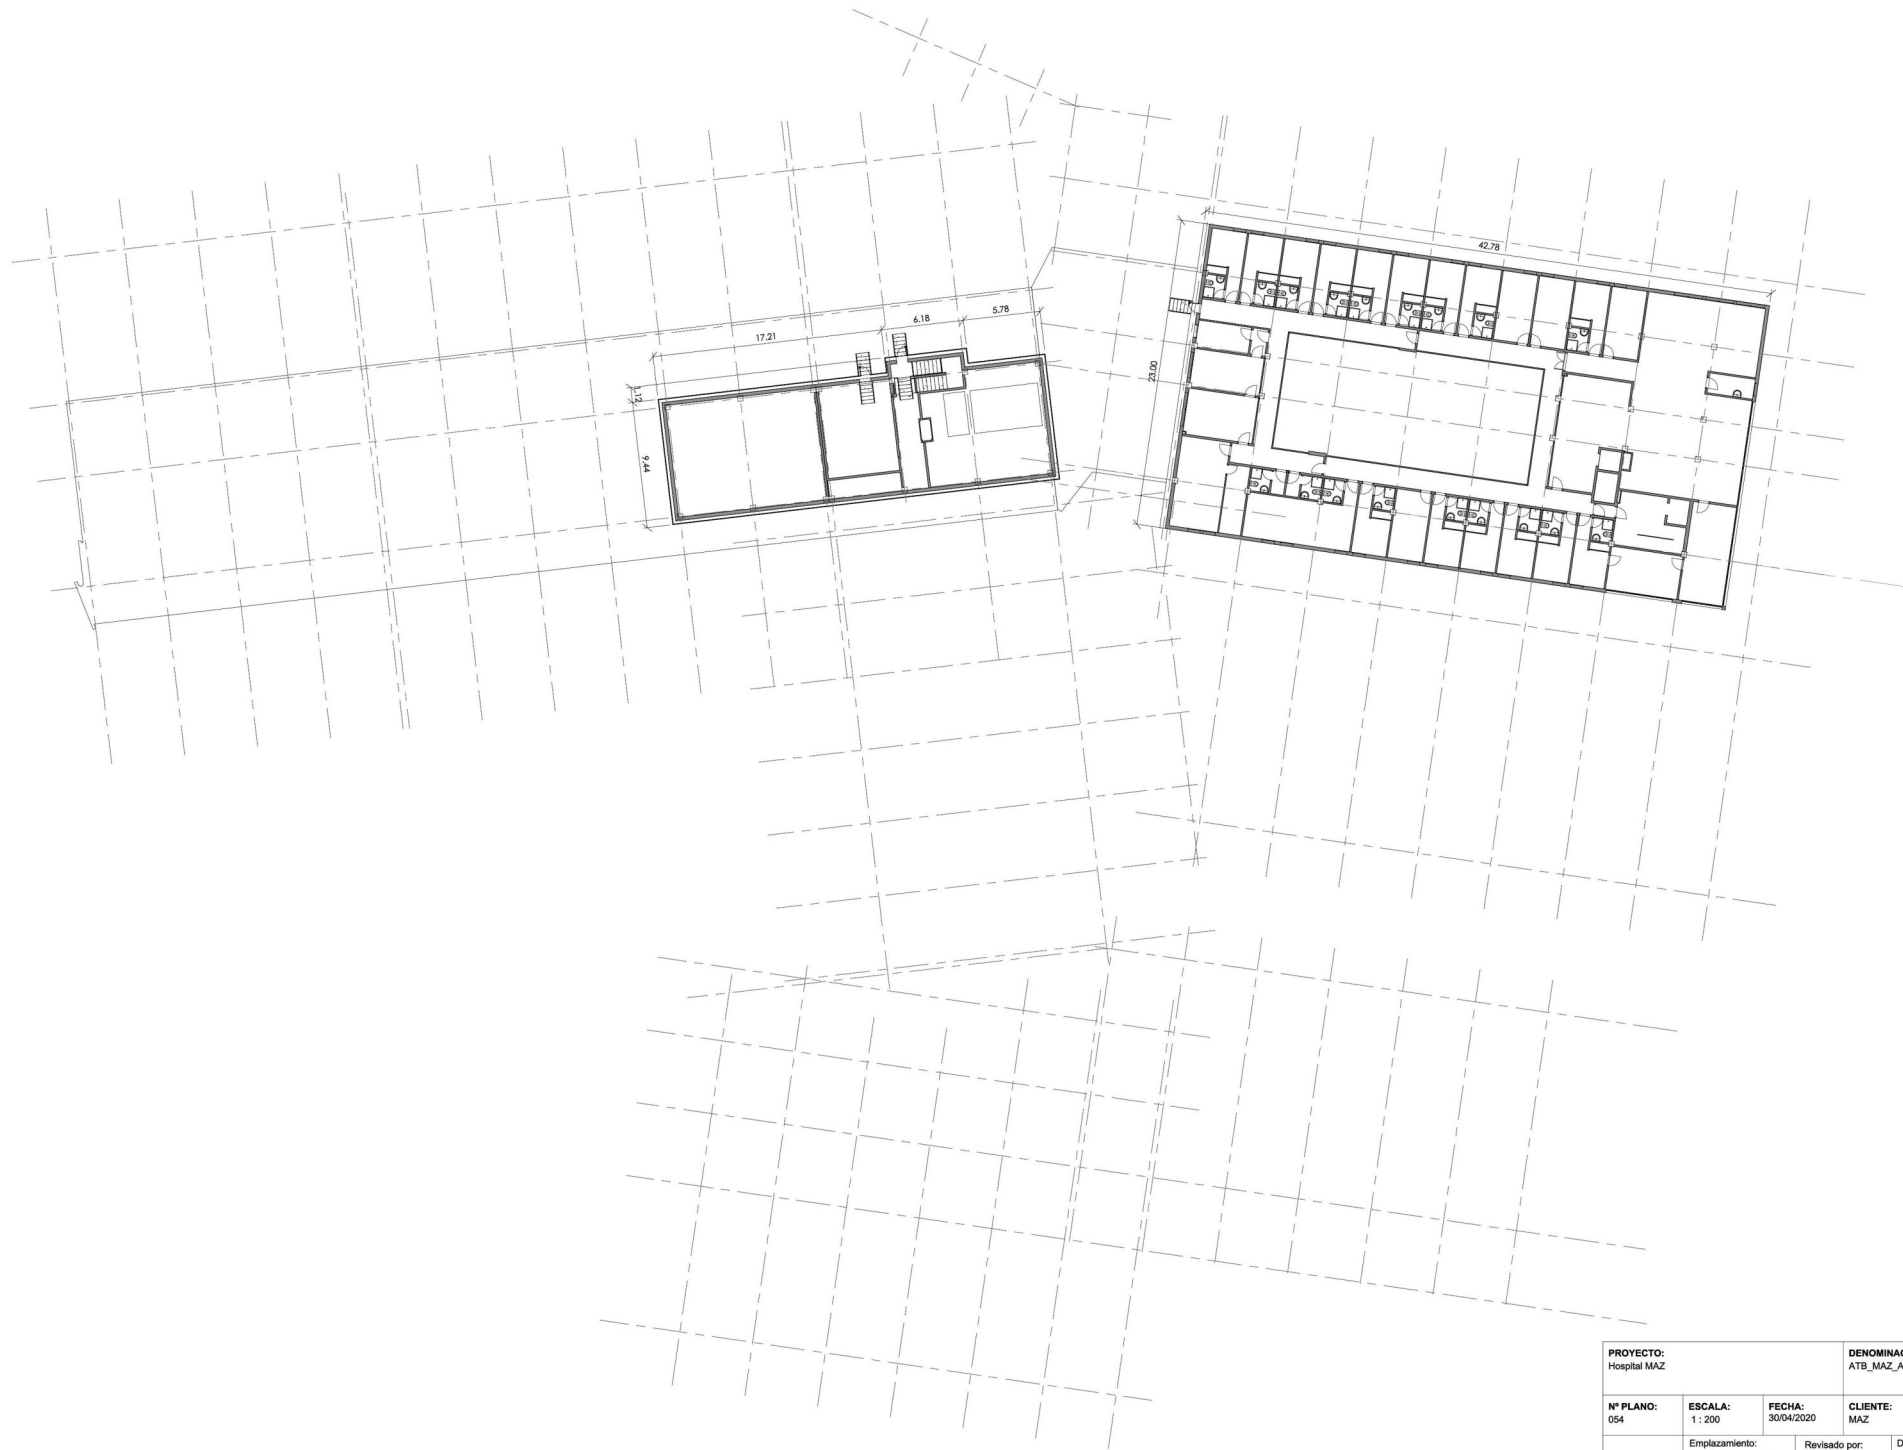 42.78
5.78
6.18
17.21
23.00
1.12
9.44
PROYECTO:
Hospital MAZ
DENOMINAC
ATB_MAZ_A
Nº PLANO:
054
ESCALA:
1 : 200
FECHA:
30/04/2020
CLIENTE:
MAZ
Emplazamiento:
Revisado por:
D